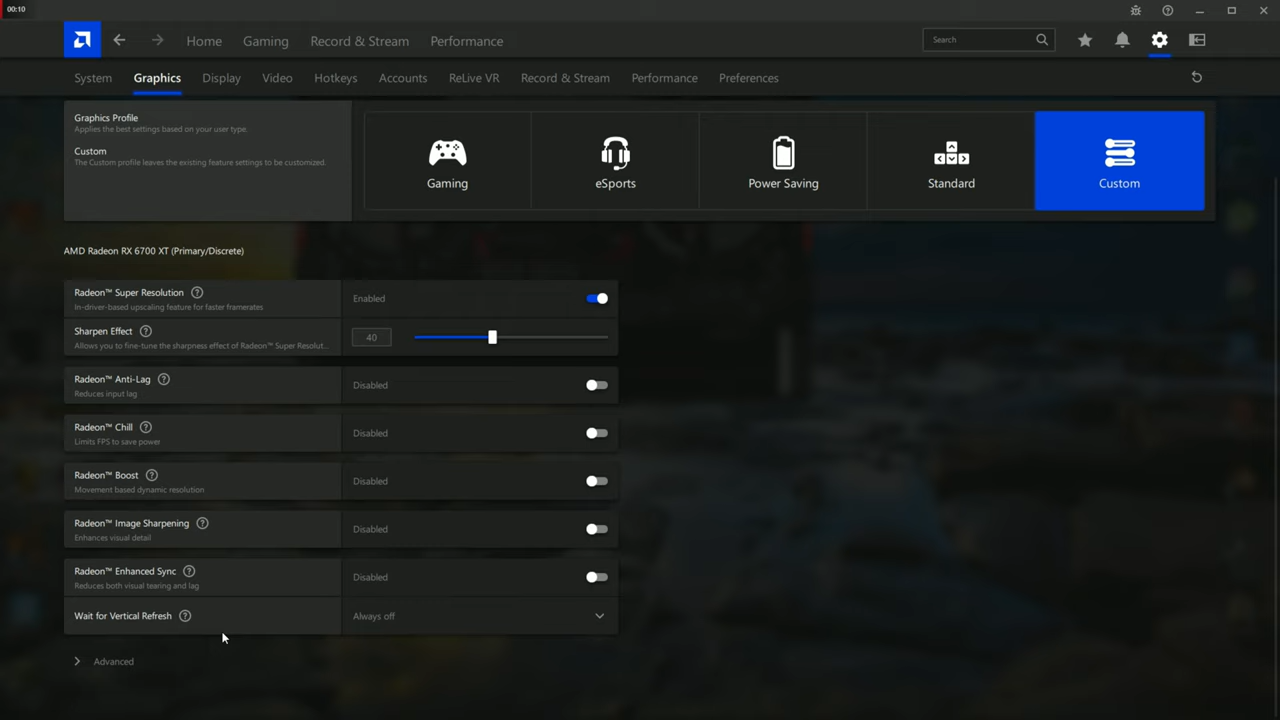 00:10
Home
Gaming
Record & Stream
Performance
Search
System
Graphics
Display
Video
Hotkeys
Accounts
ReLive VR
Record & Stream
Performance
Preferences
Graphics Profile
Applies the best settings based on your user type.
Custom
The Custom profile leaves the existing feature settings to be customized.
Gaming
eSports
Power Saving
Standard
Custom
AMD Radeon RX 6700 XT (Primary/Discrete)
Radeon™ Super Resolution
In-driver-based upscaling feature for faster framerates
Enabled
Sharpen Effect
Allows you to fine-tune the sharpness effect of Radeon™ Super Resolut...
40
Radeon™ Anti-Lag
Reduces input lag
Disabled
Radeon™ Chill
Limits FPS to save power
Disabled
Radeon™ Boost
Movement based dynamic resolution
Disabled
Radeon™ Image Sharpening
Enhances visual detail
Disabled
Radeon™ Enhanced Sync
Reduces both visual tearing and lag
Disabled
Wait for Vertical Refresh
Always off
Advanced